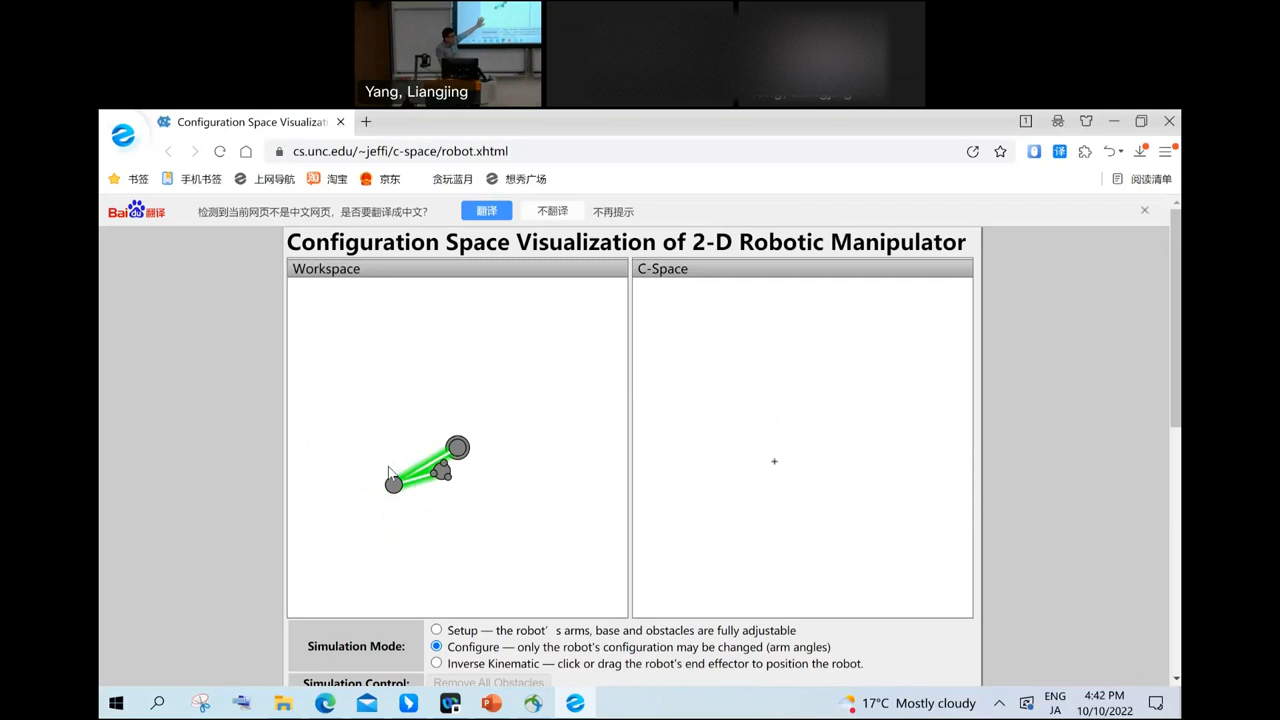 Yang, Liangjing
Configuration Space Visualizati
1
cs.unc.edu/~jeffi/c-space/robot.xhtml
译
书签 手机书签 上网导航 淘宝 京东 贪玩蓝月 想秀广场 阅读清单
Bai du 翻译 检测到当前网页不是中文网页，是否要翻译成中文? 翻译 不翻译 不再提示
Configuration Space Visualization of 2-D Robotic Manipulator
Workspace C-Space
Simulation Mode:
Setup — the robot’s arms, base and obstacles are fully adjustable
Configure — only the robot's configuration may be changed (arm angles)
Inverse Kinematic — click or drag the robot's end effector to position the robot.
Simulation Control: Remove All Obstacles
17°C Mostly cloudy
ENG
JA
4:42 PM
10/10/2022